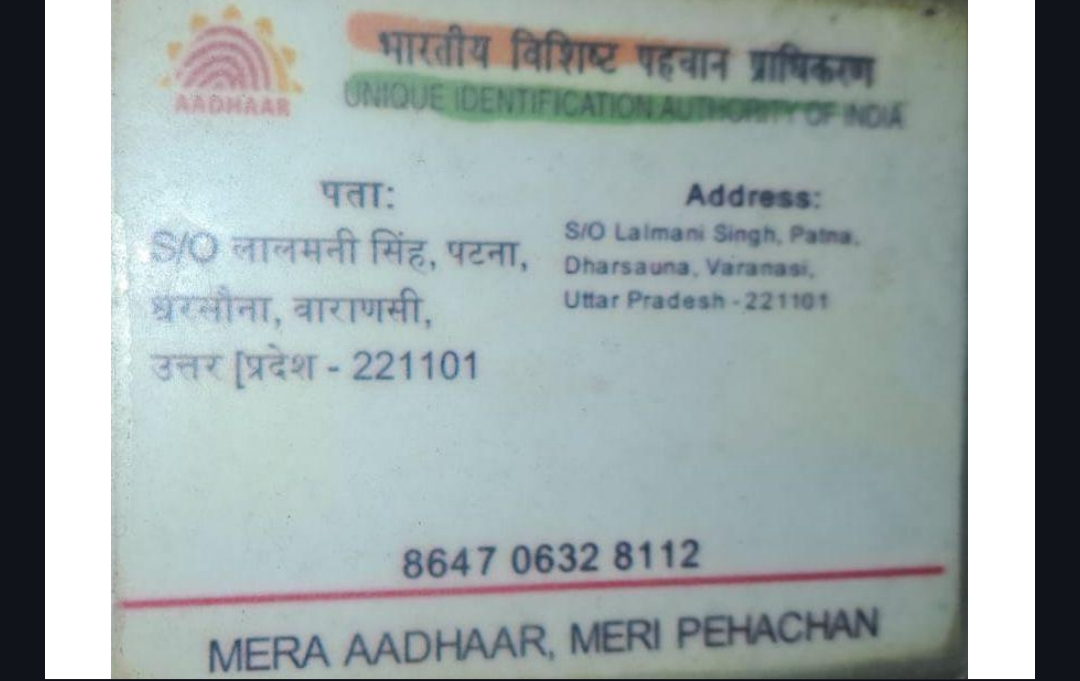 AADHAAR
भारतीय विशिष्ट पहचान प्राधिकरण
UNIQUE IDENTIFICATION AUTHORITY OF INDIA
पता:
S/O लालमनी सिंह, पटना,
धरसौना, वाराणसी,
उत्तर [प्रदेश - 221101
Address:
S/O Lalmani Singh, Patna,
Dharsauna, Varanasi,
Uttar Pradesh - 221101
8647 0632 8112
MERA AADHAAR, MERI PEHACHAN